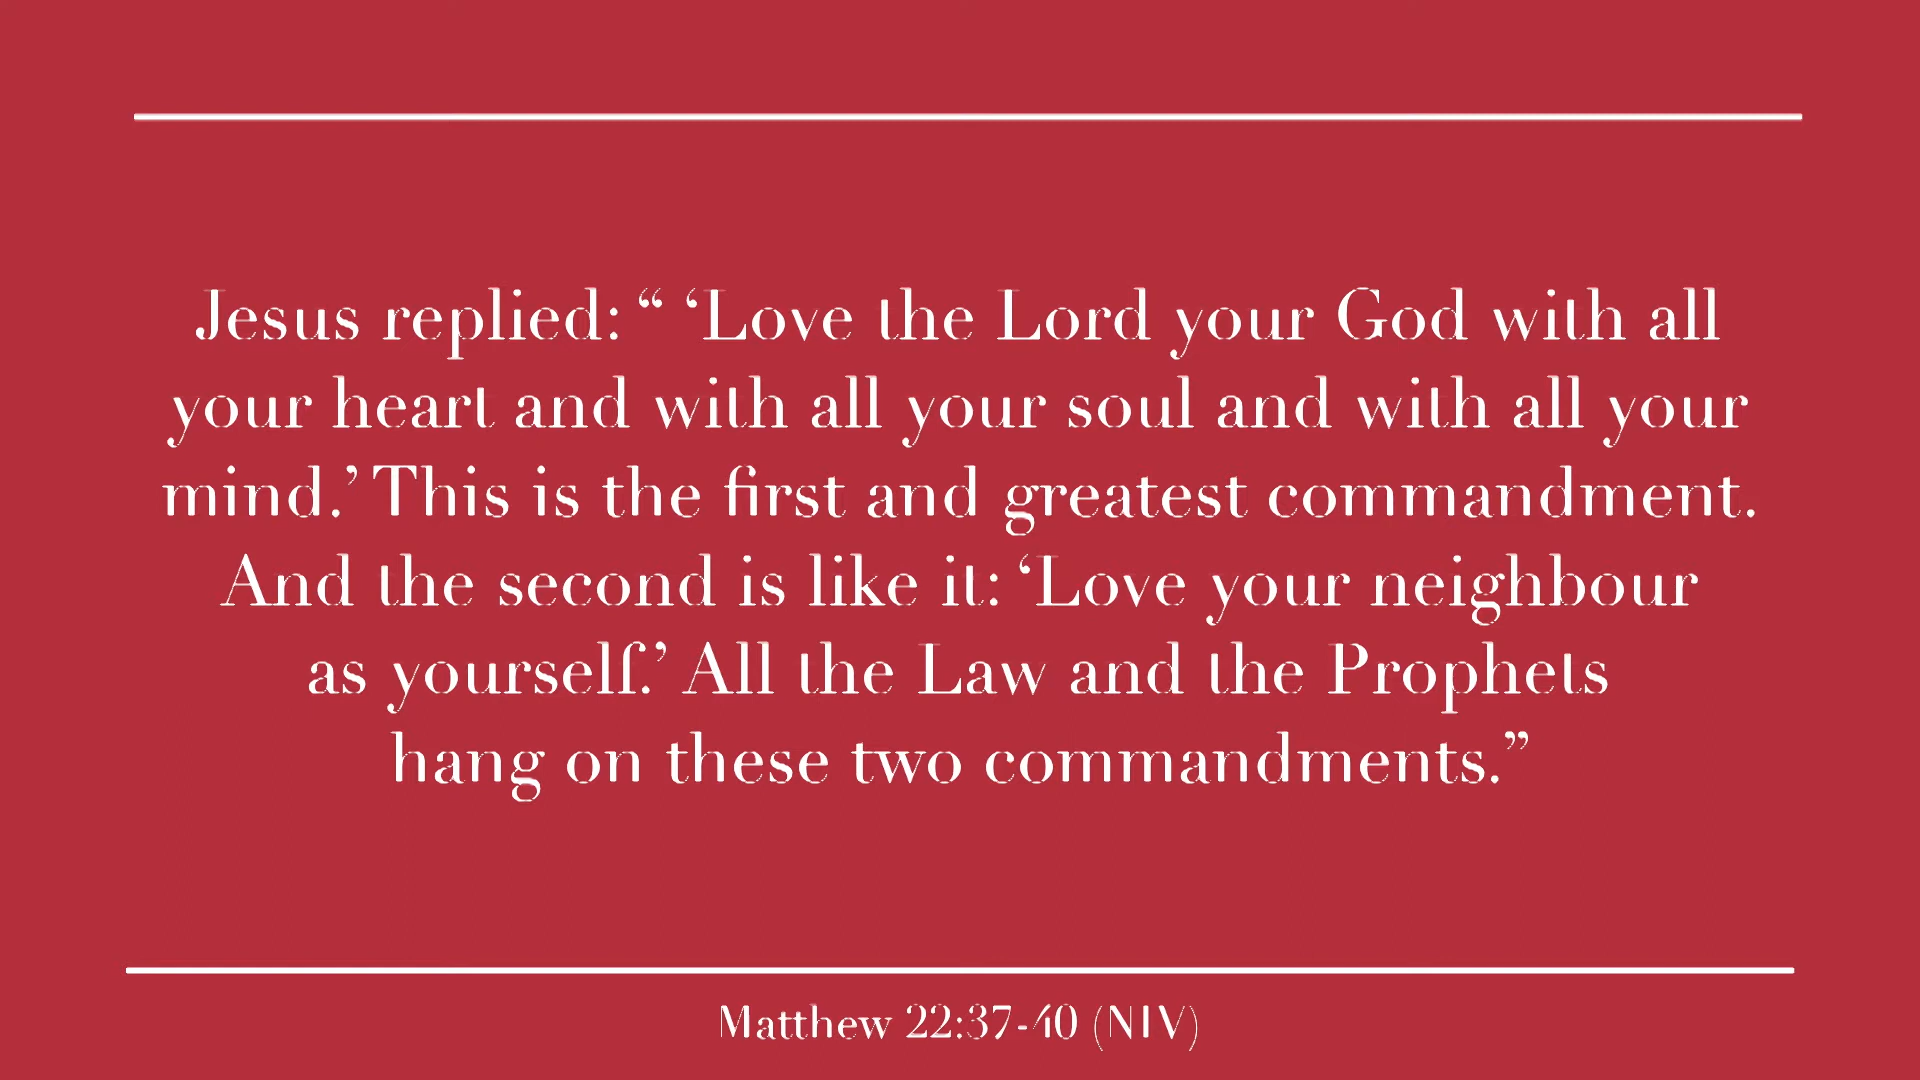 Jesus replied: “ ‘Love the Lord your God with all
your heart and with all your soul and with all your
mind.’ This is the first and greatest commandment.
And the second is like it: ‘Love your neighbour
as yourself.’ All the Law and the Prophets
hang on these two commandments.”
Matthew 22:37-40 (NIV)